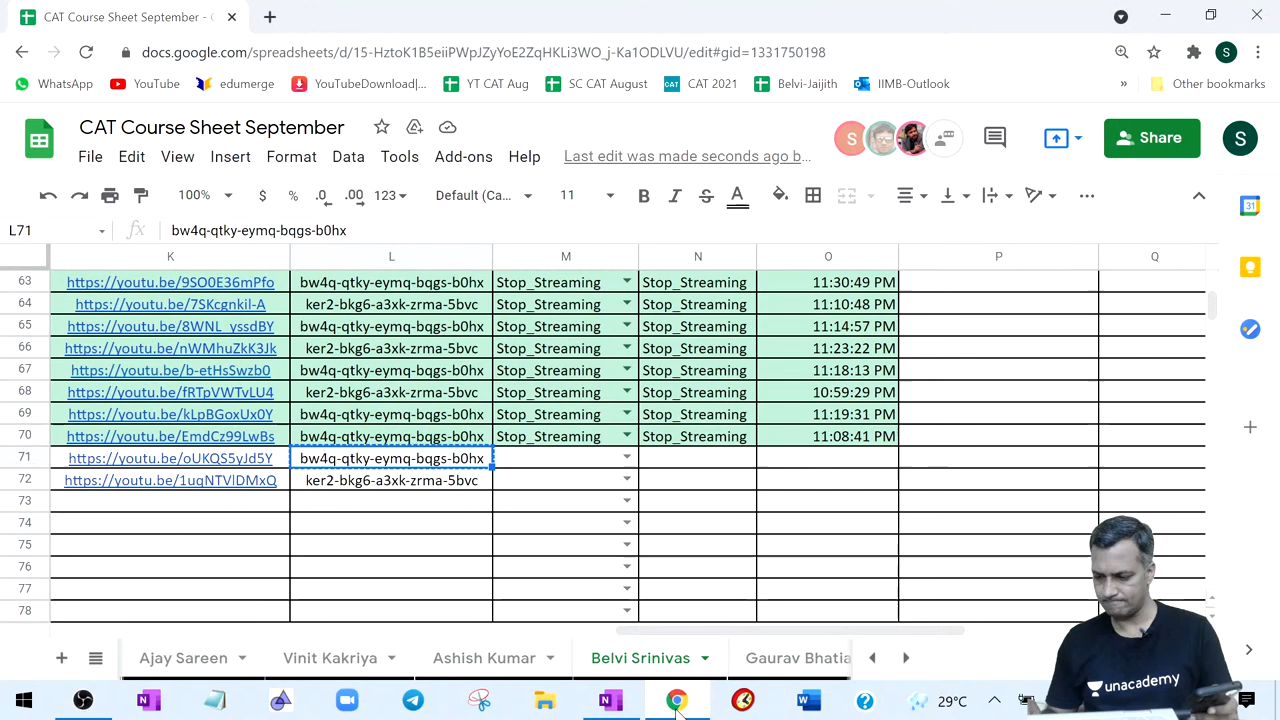 CAT Course Sheet September - G
docs.google.com/spreadsheets/d/15-HztoK1B5eiiPWpJZyYoE2ZqHKLi3WO_j-Ka1ODLVU/edit#gid=1331750198
S
WhatsApp YouTube edumerge YouTubeDownload|... YT CAT Aug SC CAT August CAT CAT 2021 Belvi-Jaijith IIMB-Outlook » Other bookmarks
CAT Course Sheet September
S Share S
File Edit View Insert Format Data Tools Add-ons Help Last edit was made seconds ago b...
100% $ % .0 .00 123 Default (Ca... 11 B I S A
31
L71 fx bw4q-qtky-eymq-bqgs-b0hx
K L M N O P Q
63 https://youtu.be/9SO0E36mPfo bw4q-qtky-eymq-bqgs-b0hx Stop_Streaming Stop_Streaming 11:30:49 PM
64 https://youtu.be/7SKcgnkil-A ker2-bkg6-a3xk-zrma-5bvc Stop_Streaming Stop_Streaming 11:10:48 PM
65 https://youtu.be/8WNL_yssdBY bw4q-qtky-eymq-bqgs-b0hx Stop_Streaming Stop_Streaming 11:14:57 PM
66 https://youtu.be/nWMhuZkK3Jk ker2-bkg6-a3xk-zrma-5bvc Stop_Streaming Stop_Streaming 11:23:22 PM
67 https://youtu.be/b-etHsSwzb0 bw4q-qtky-eymq-bqgs-b0hx Stop_Streaming Stop_Streaming 11:18:13 PM
68 https://youtu.be/fRTpVWTvLU4 ker2-bkg6-a3xk-zrma-5bvc Stop_Streaming Stop_Streaming 10:59:29 PM
69 https://youtu.be/kLpBGoxUx0Y bw4q-qtky-eymq-bqgs-b0hx Stop_Streaming Stop_Streaming 11:19:31 PM
70 https://youtu.be/EmdCz99LwBs bw4q-qtky-eymq-bqgs-b0hx Stop_Streaming Stop_Streaming 11:08:41 PM
71 https://youtu.be/oUKQS5yJd5Y bw4q-qtky-eymq-bqgs-b0hx
72 https://youtu.be/1uqNTVlDMxQ ker2-bkg6-a3xk-zrma-5bvc
73
74
75
76
77
78
Ajay Sareen Vinit Kakriya Ashish Kumar Belvi Srinivas Gaurav Bhatia
unacademy
29°C